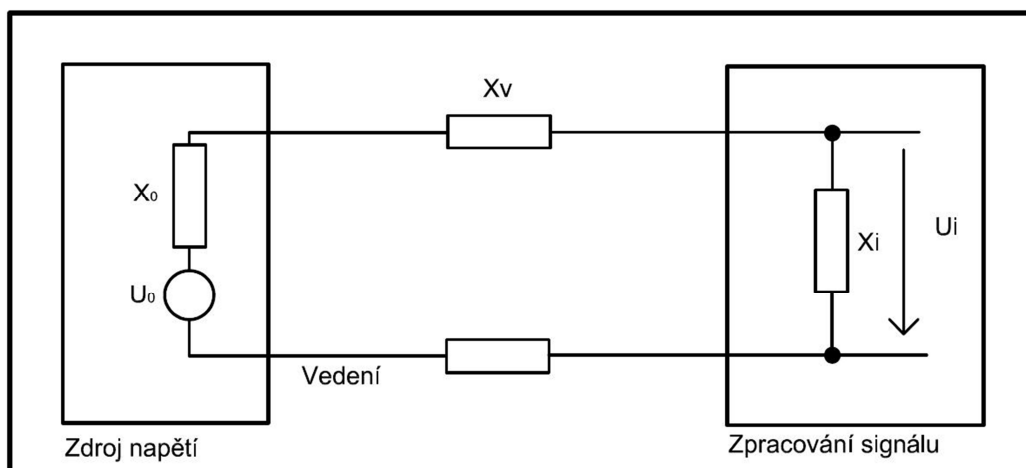 Xv
X₀
Xi
Ui
U₀
Vedení
Zdroj napětí
Zpracování signálu